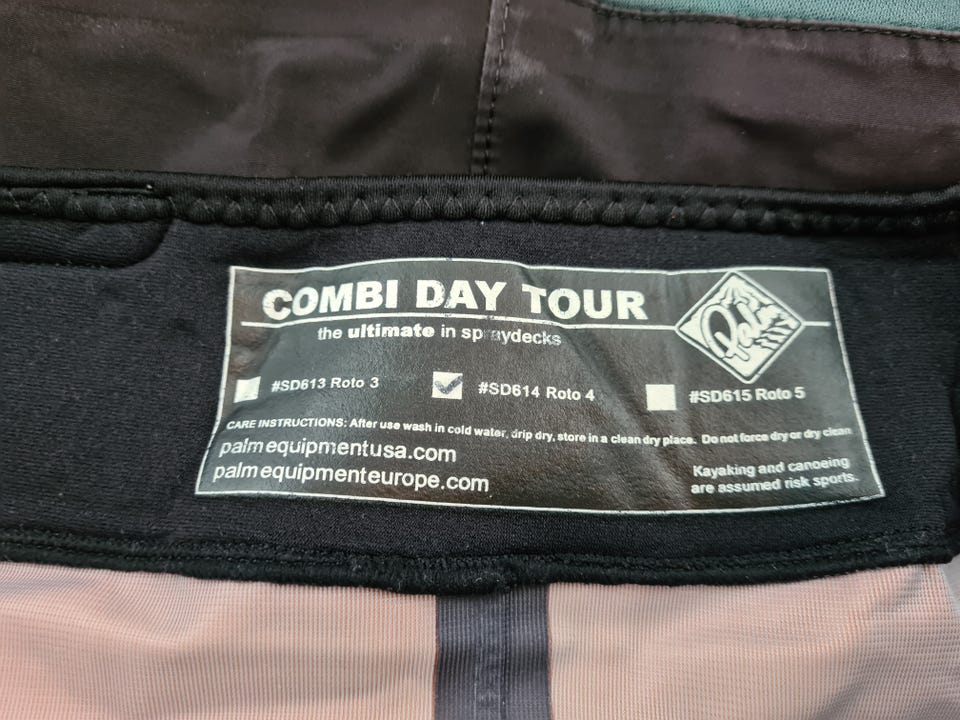 COMBI DAY TOUR
Palm
the ultimate in spraydecks
#SD613 Roto 3
#SD614 Roto 4
#SD615 Roto 5
CARE INSTRUCTIONS: After use wash in cold water, drip dry, store in a clean dry place. Do not force dry or dry clean
palmequipmentusa.com
palmequipmenteurope.com
Kayaking and canoeing
are assumed risk sports.